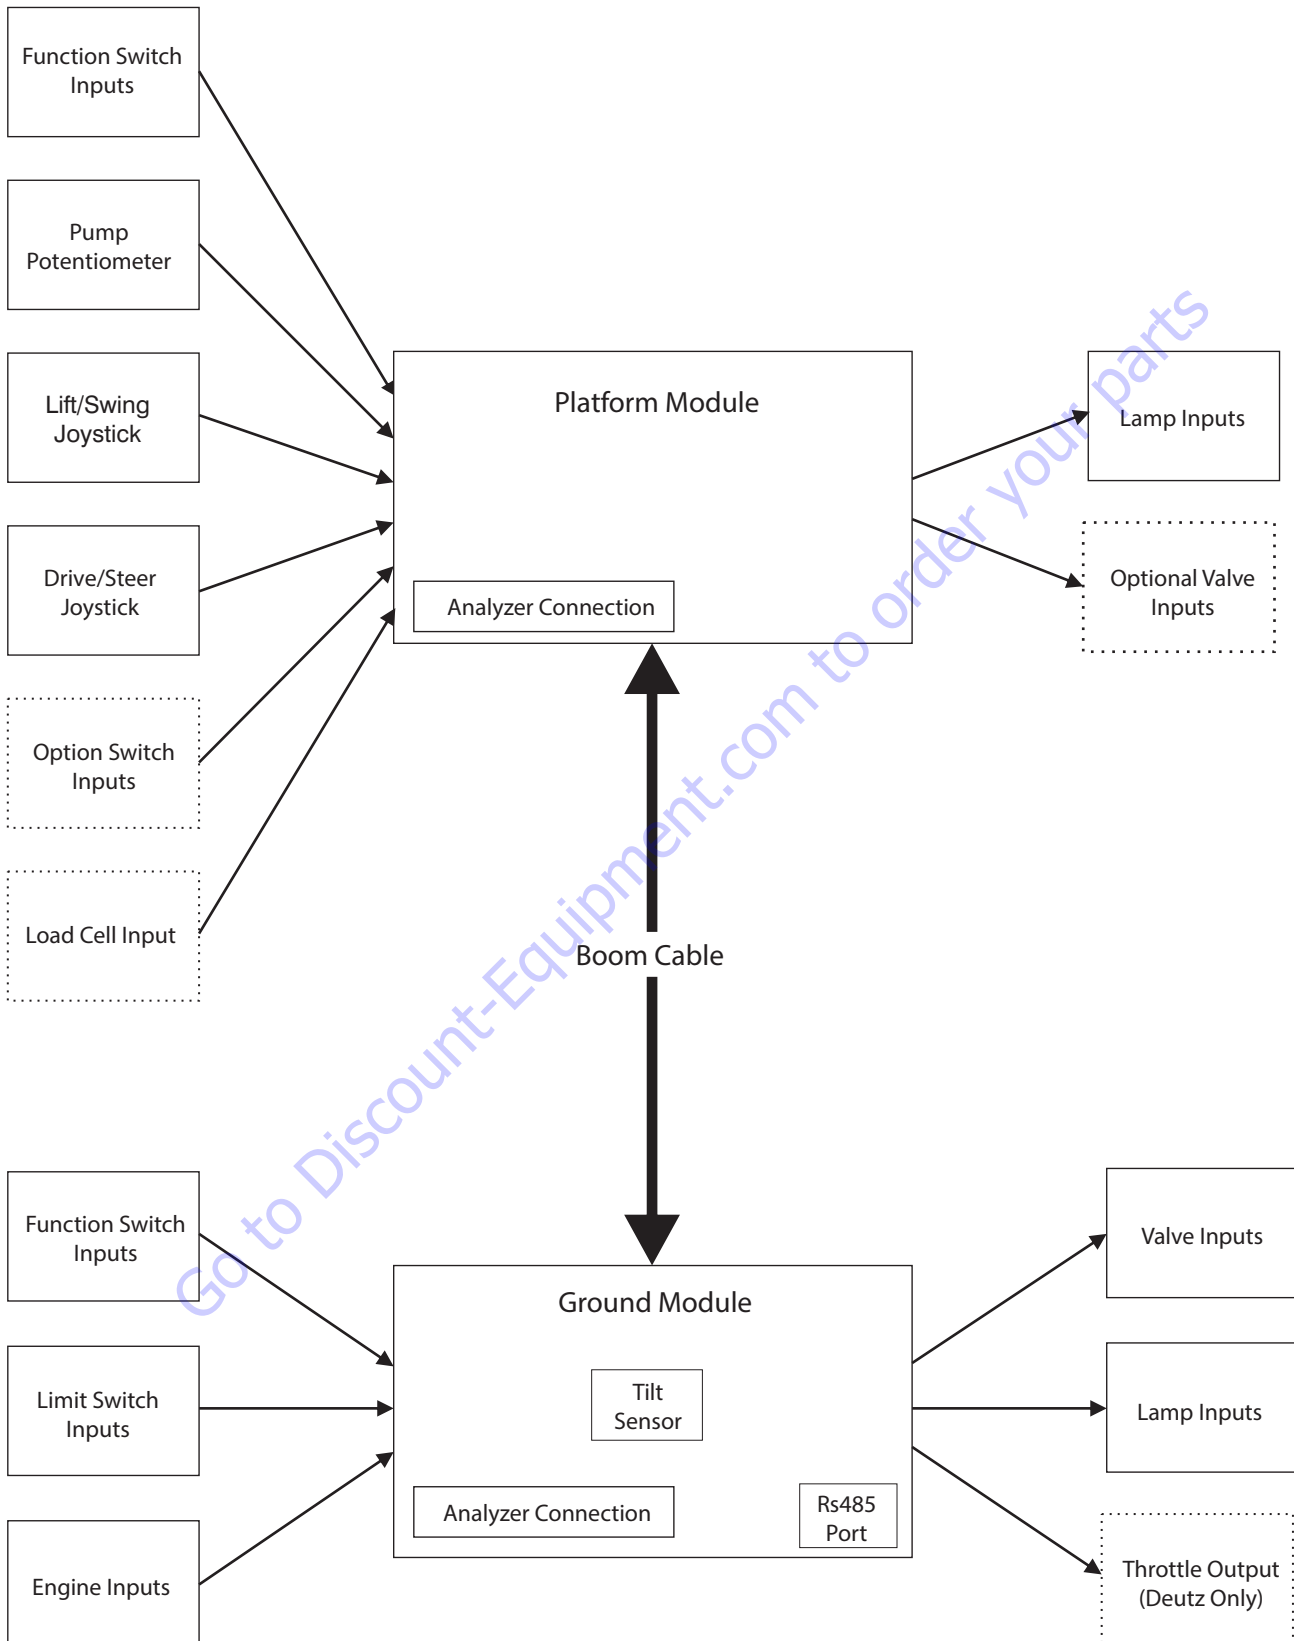 Function Switch
Inputs
Pump
Potentiometer
Lift/Swing
Joystick
Drive/Steer
Joystick
Option Switch
Inputs
Load Cell Input
Platform Module
Analyzer Connection
Lamp Inputs
Optional Valve
Inputs
Boom Cable
Go to Discount-Equipment.com to order your parts
Function Switch
Inputs
Limit Switch
Inputs
Engine Inputs
Ground Module
Tilt
Sensor
Analyzer Connection
Rs485
Port
Valve Inputs
Lamp Inputs
Throttle Output
(Deutz Only)